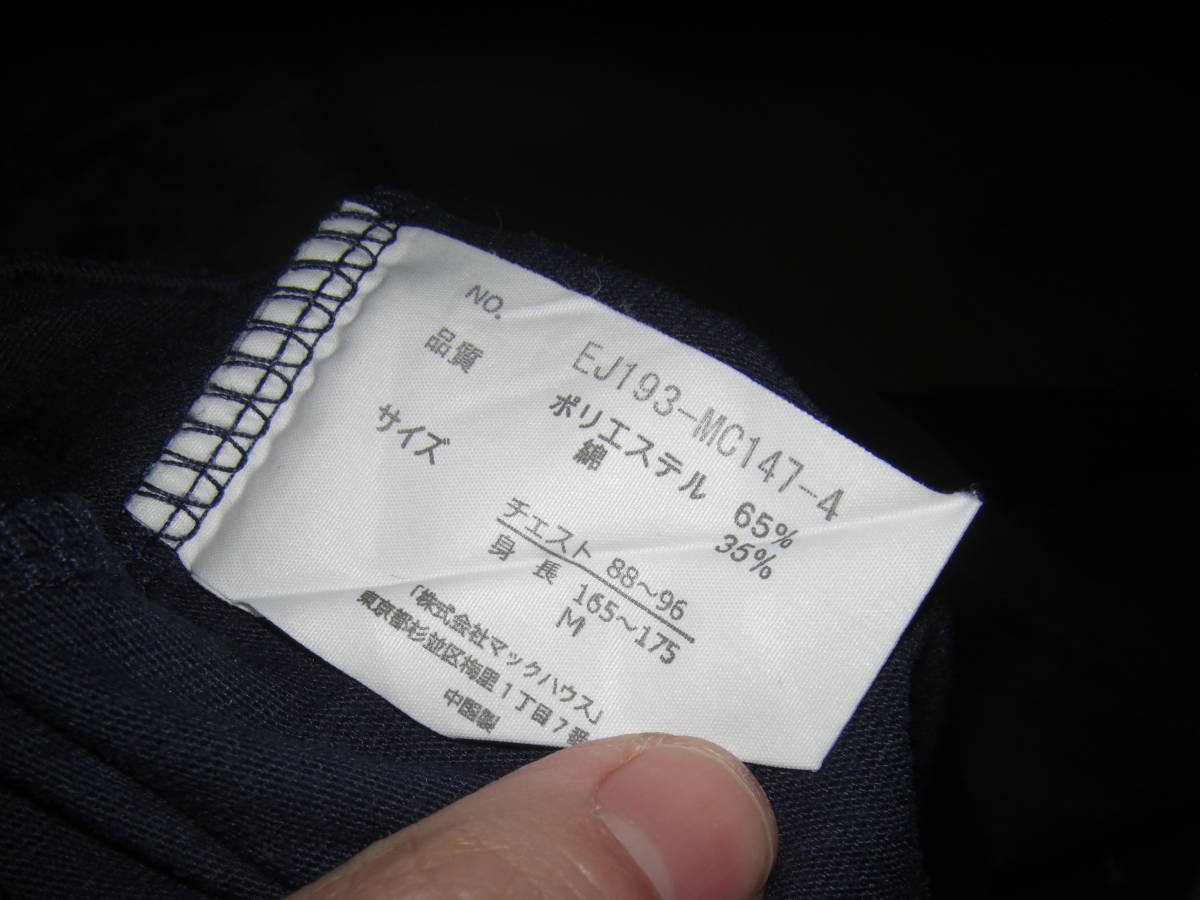 NO. EJ193-MC147-4
品質 ポリエステル 65%
綿 35%
サイズ
チエスト 88~96
身長 165~175
M
「株式会社マックハウス」
東京都杉並区梅里1丁目7番
中国製